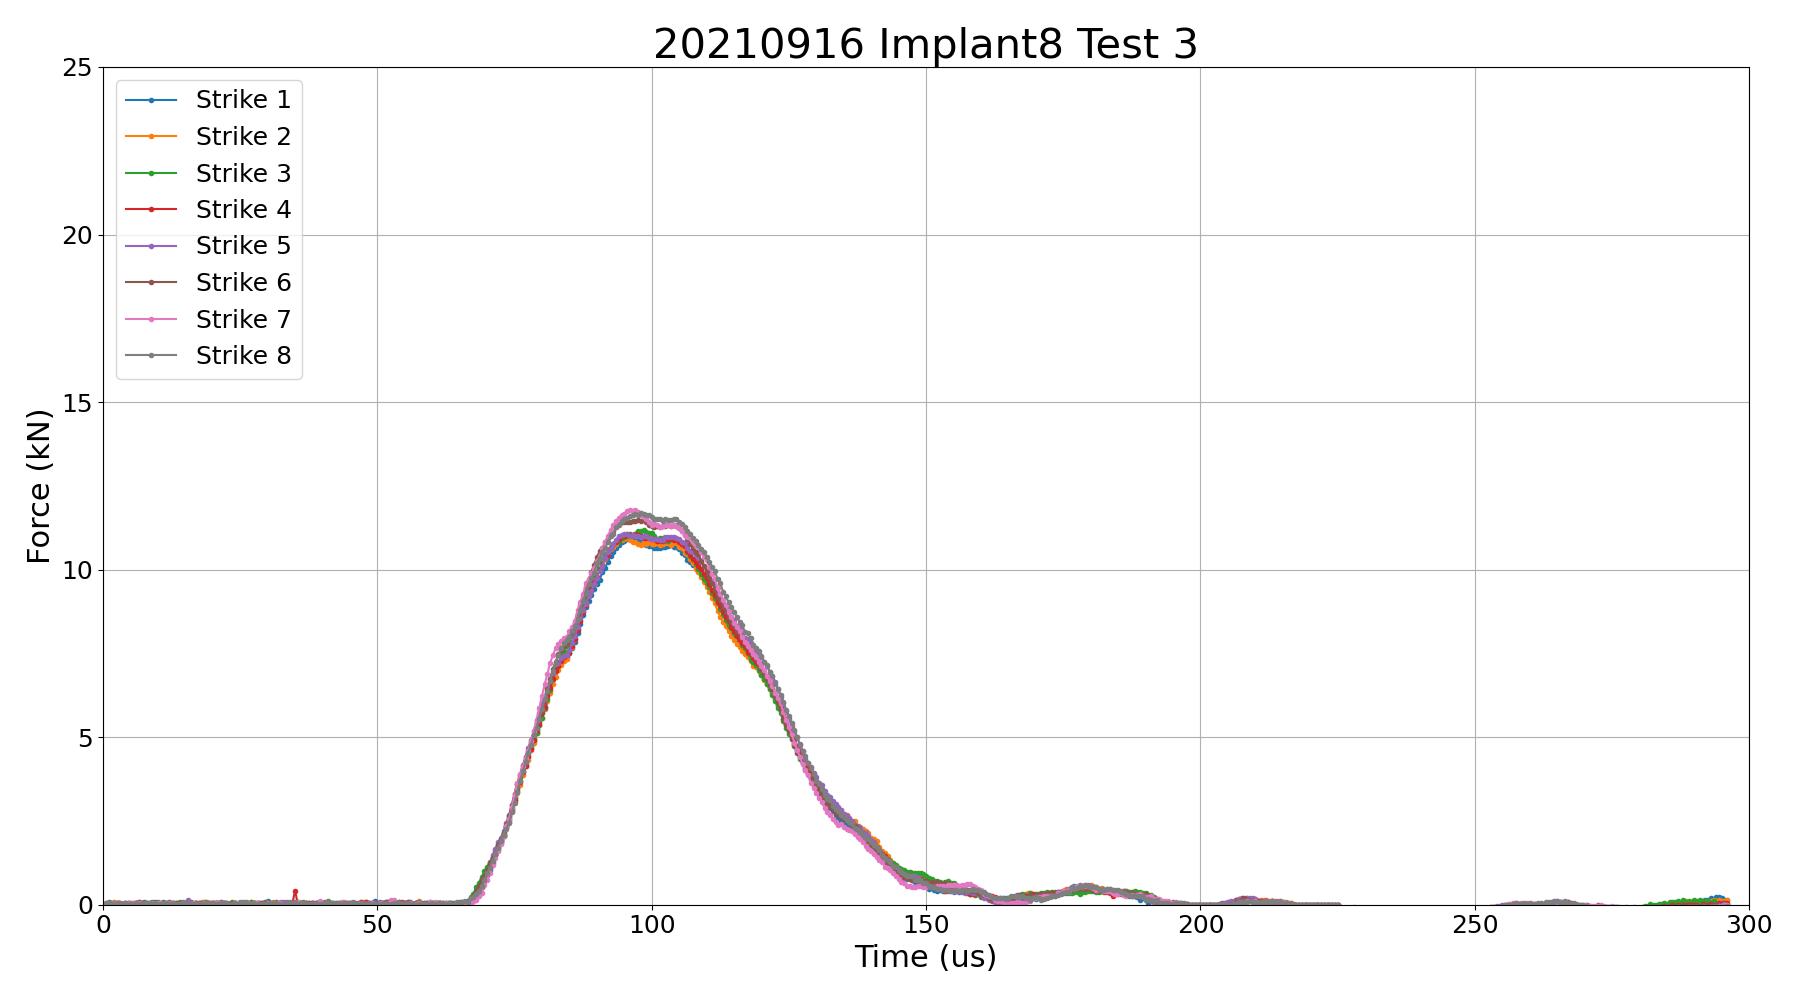 20210916 Implant8 Test 3
25
20
15
10
5
0
Force (kN)
Strike 1
Strike 2
Strike 3
Strike 4
Strike 5
Strike 6
Strike 7
Strike 8
0 50 100 150 200 250 300
Time (us)